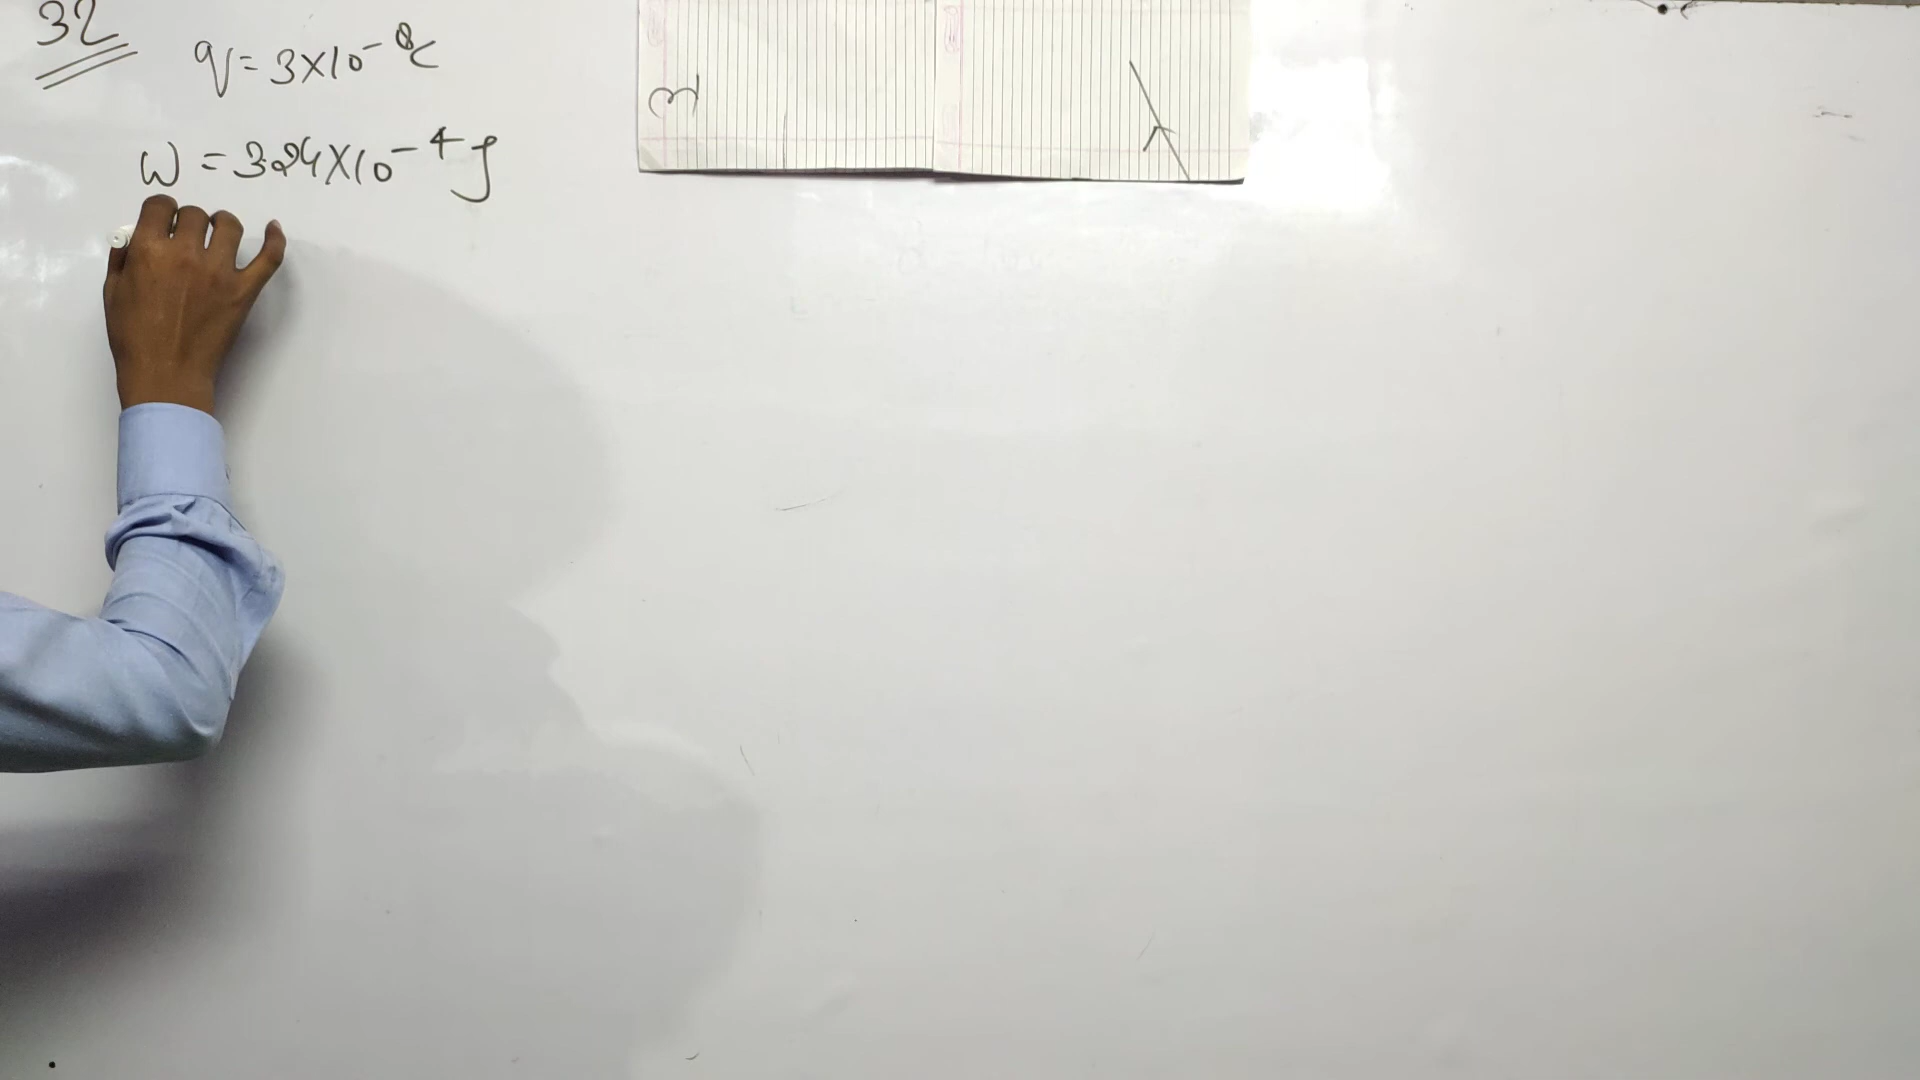 32
q = 3×10⁻⁸c
W = 3.24×10⁻⁴ J